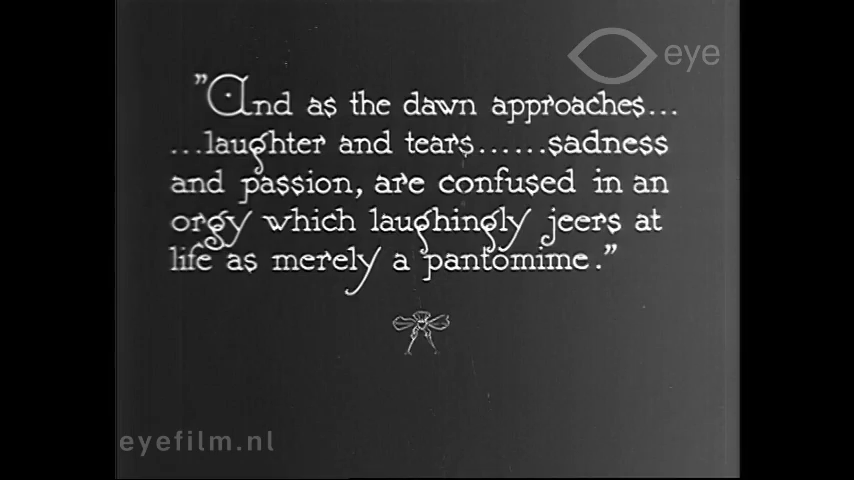 eye
"And as the dawn approaches...
...laughter and tears......sadness
and passion, are confused in an
orgy which laughingly jeers at
life as merely a pantomime."
eyefilm.nl